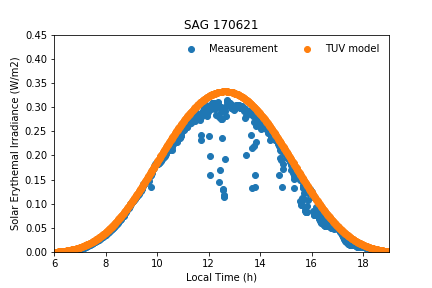 SAG 170621
Measurement
TUV model
Solar Erythemal Irradiance (W/m2)
0.45
0.40
0.35
0.30
0.25
0.20
0.15
0.10
0.05
0.00
6 8 10 12 14 16 18
Local Time (h)